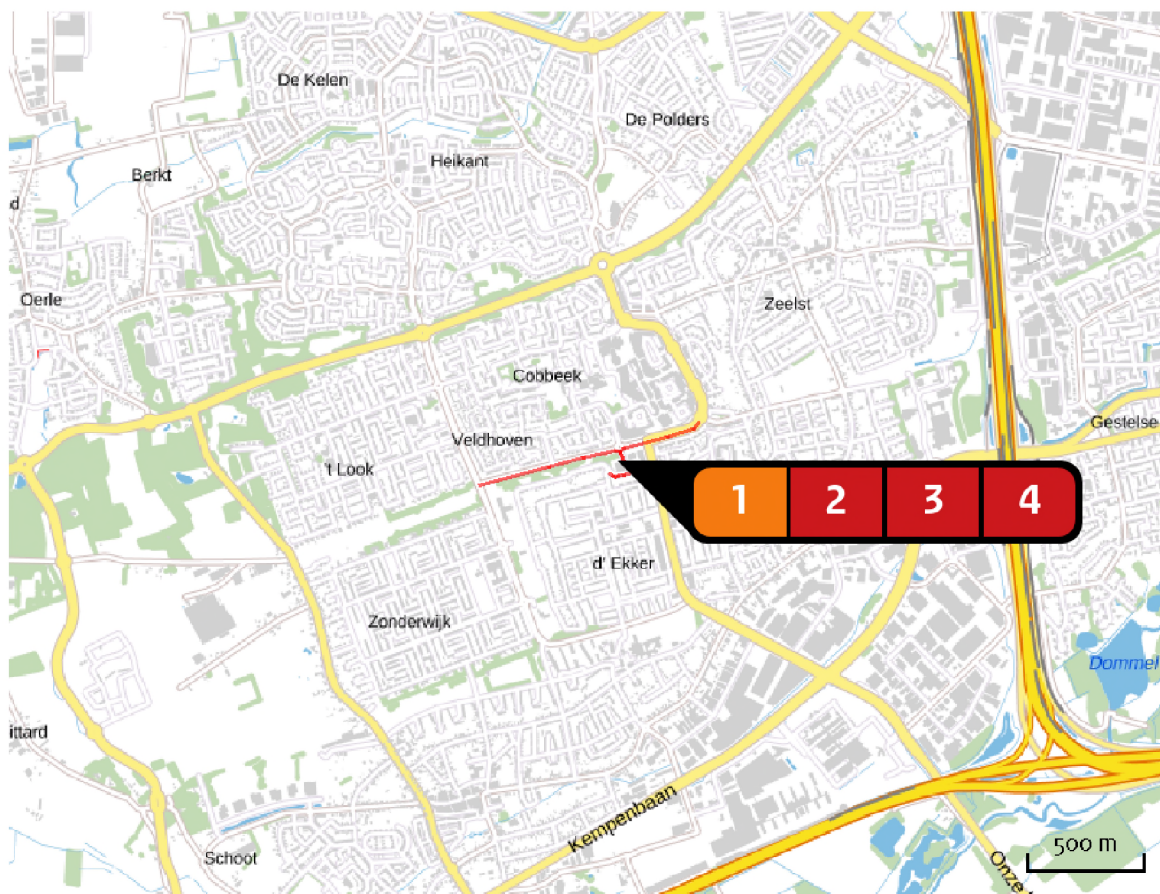 De Kelen
De Polders
Heikant
Berkt
d
Oerle
Zeelst
Cobbeek
Gestelse
Veldhoven
't Look
1 2 3 4
d' Ekker
Zonderwijk
Dommel
ittard
Kempenbaan
500 m
Schoot
Onze